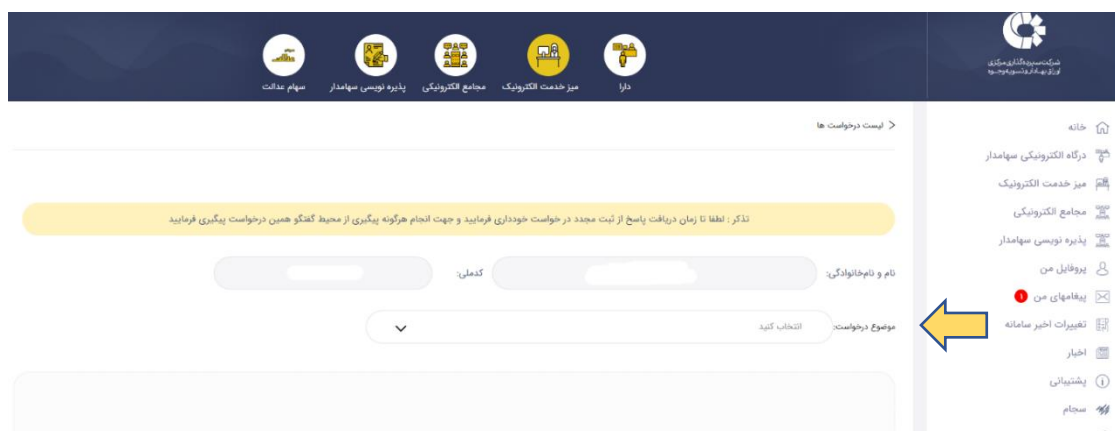 شرکت سپرده‌گذاری مرکزی
اوراق بهادار و تسویه وجوه
دارا
میز خدمت الکترونیک
مجامع الکترونیکی
پذیره نویسی سهامدار
سهام عدالت
خانه
درگاه الکترونیکی سهامدار
میز خدمت الکترونیک
مجامع الکترونیکی
پذیره نویسی سهامدار
پروفایل من
پیغامهای من ۱
تغییرات اخیر سامانه
اخبار
پشتیبانی
سجام
لیست درخواست ها
تذکر : لطفا تا زمان دریافت پاسخ از ثبت مجدد در خواست خودداری فرمایید و جهت انجام هرگونه پیگیری از محیط گفتگو همین درخواست پیگیری فرمایید
نام و نام‌خانوادگی: کدملی:
موضوع درخواست: انتخاب کنید